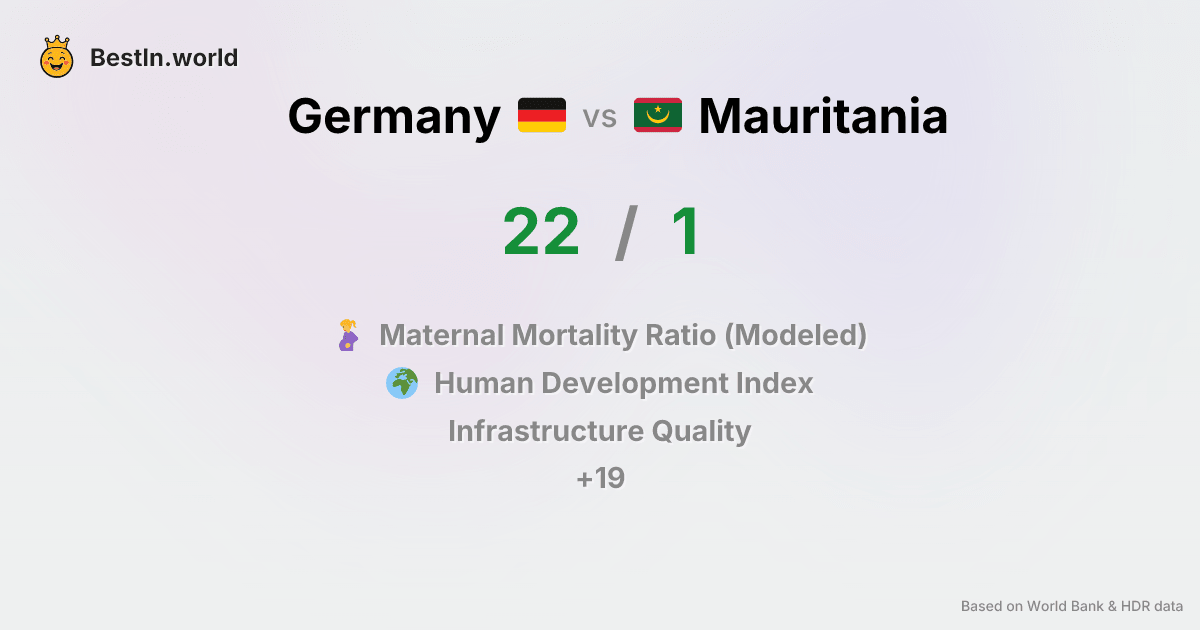 BestIn.world
Germany vs Mauritania
22 / 1
Maternal Mortality Ratio (Modeled)
Human Development Index
Infrastructure Quality
+19
Based on World Bank & HDR data